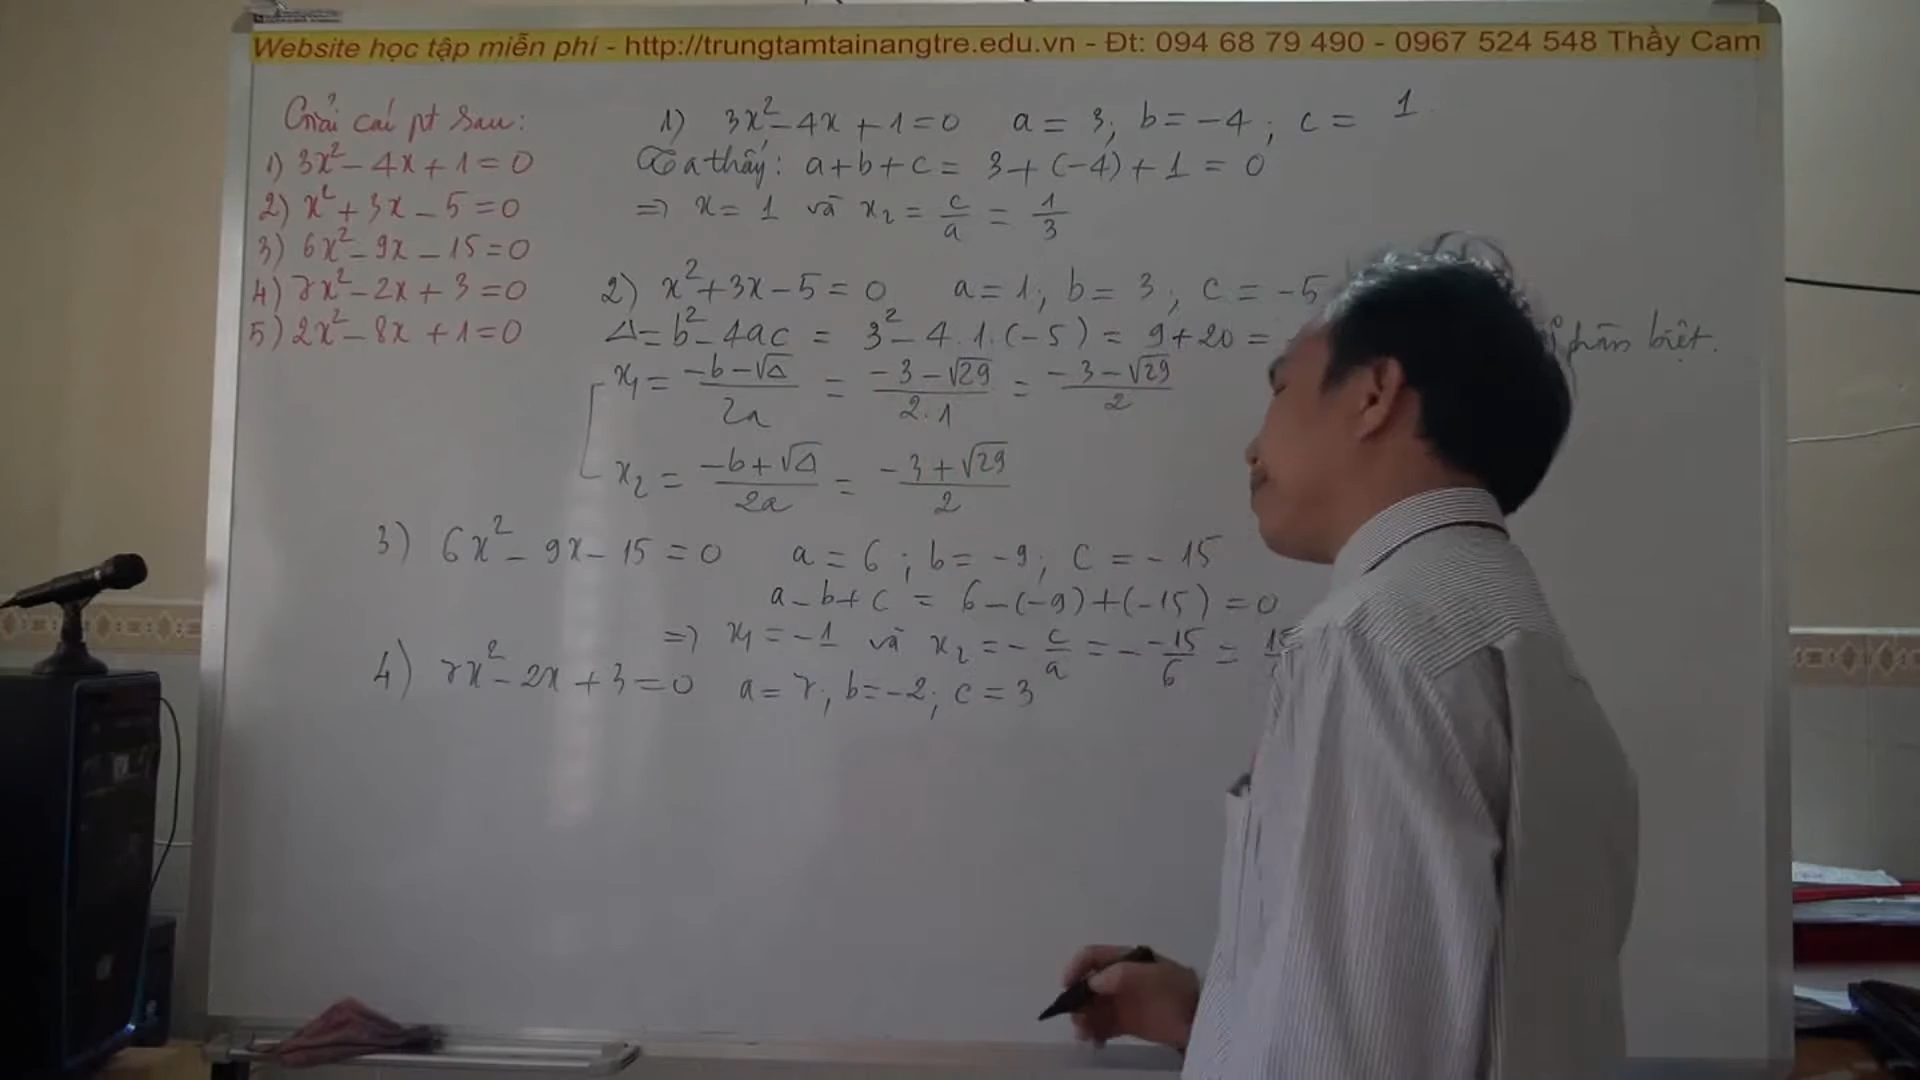 Website học tập miễn phí - http://trungtamtainangtre.edu.vn - Đt: 094 68 79 490 - 0967 524 548 Thầy Cam
Giải các pt sau:
1) 3x² - 4x + 1 = 0
2) x² + 3x - 5 = 0
3) 6x² - 9x - 15 = 0
4) 7x² - 2x + 3 = 0
5) 2x² - 8x + 1 = 0
1) 3x² - 4x + 1 = 0 a = 3; b = -4; c = 1
Ta thấy: a + b + c = 3 + (-4) + 1 = 0
=> x = 1 và x₂ = c/a = 1/3
2) x² + 3x - 5 = 0 a = 1; b = 3; c = -5
Δ = b² - 4ac = 3² - 4.1.(-5) = 9 + 20 = phân biệt.
x₁ = (-b - √Δ)/2a = (-3 - √29)/2.1 = (-3 - √29)/2
x₂ = (-b + √Δ)/2a = (-3 + √29)/2
3) 6x² - 9x - 15 = 0 a = 6; b = -9; c = -15
a - b + c = 6 - (-9) + (-15) = 0
=> x₁ = -1 và x₂ = -c/a = - -15/6 = 15
4) 7x² - 2x + 3 = 0 a = 7; b = -2; c = 3